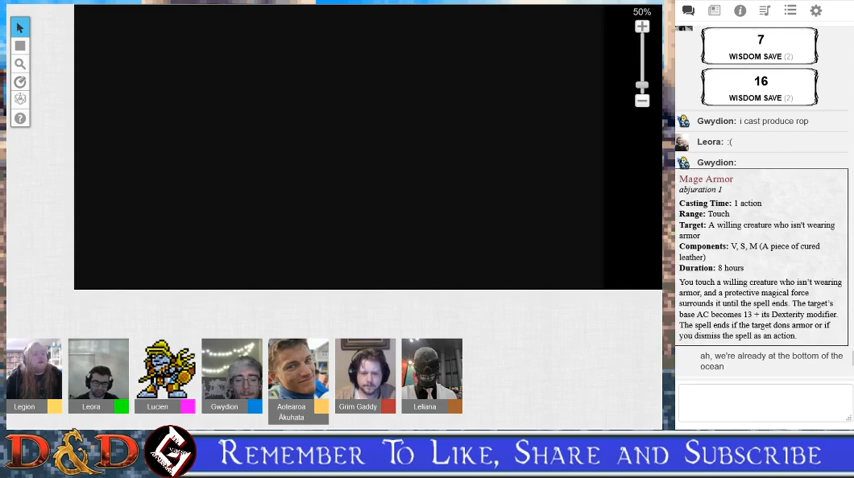 50%
7
WISDOM SAVE (2)
16
WISDOM SAVE (2)
Gwydion: i cast produce rop
Leora: :(
Gwydion:
Mage Armor
abjuration 1
Casting Time: 1 action
Range: Touch
Target: A willing creature who isn't wearing
armor
Components: V, S, M (A piece of cured
leather)
Duration: 8 hours
You touch a willing creature who isn't wearing
armor, and a protective magical force
surrounds it until the spell ends. The target's
base AC becomes 13 + its Dexterity modifier.
The spell ends if the target dons armor or if
you dismiss the spell as an action.
ah, we're already at the bottom of the
ocean
Legion
Leora
Lucien
Gwydion
Aotearoa
Ākuhata
Grim Gaddy
Leliana
D&D
REMEMBER TO LIKE, SHARE AND SUBSCRIBE